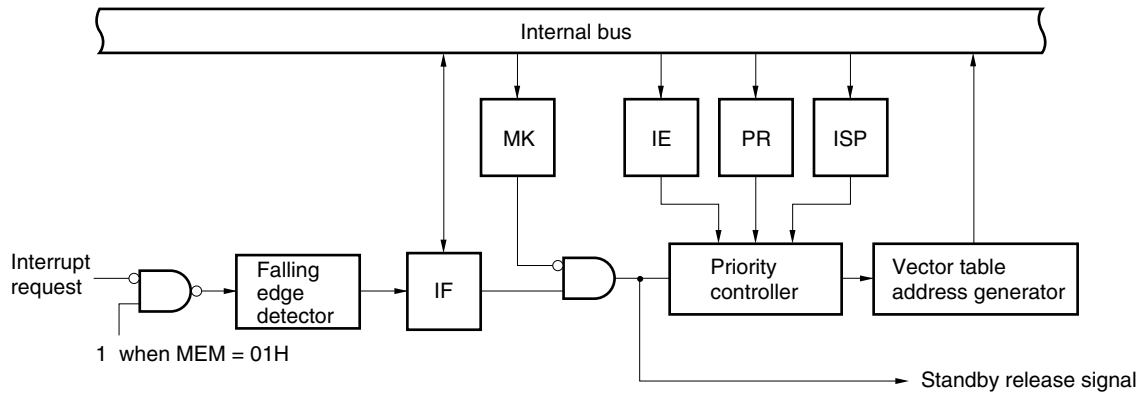 Internal bus
MK
IE
PR
ISP
Interrupt
request
Falling
edge
detector
IF
Priority
controller
Vector table
address generator
1 when MEM = 01H
Standby release signal